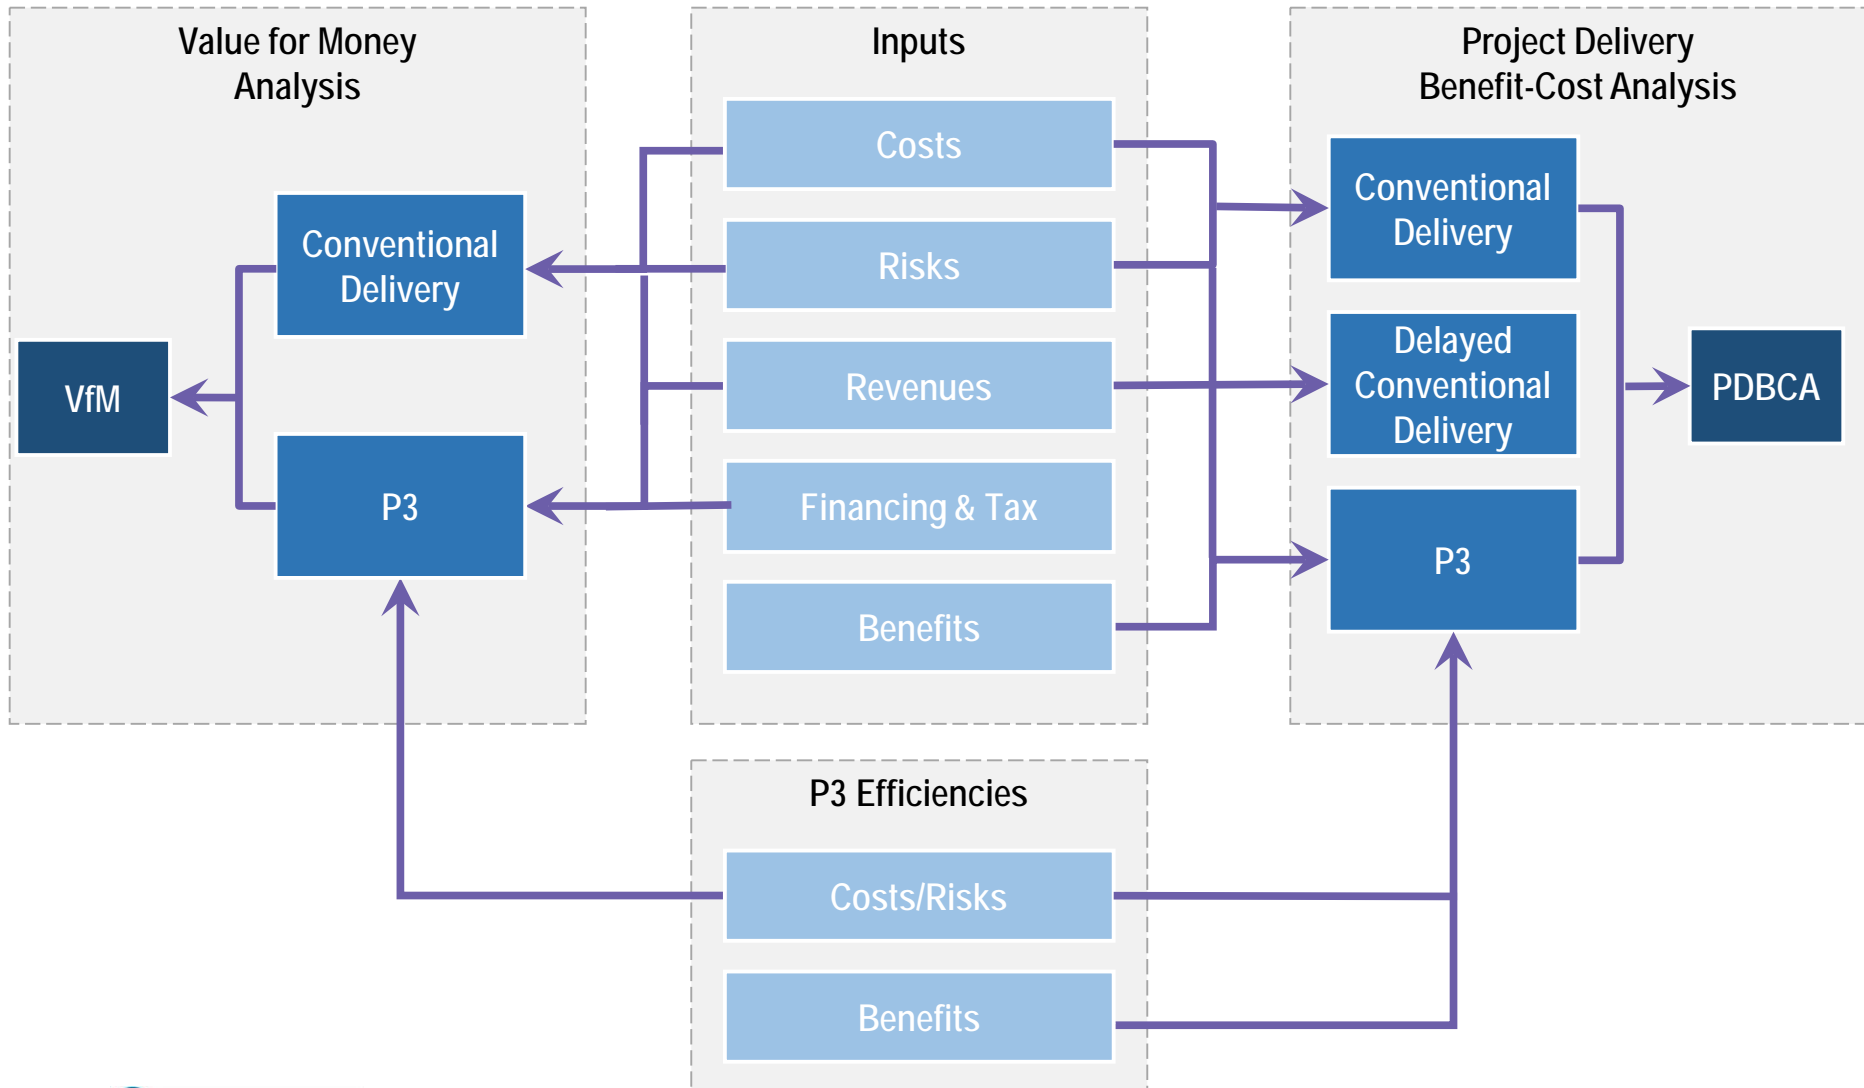 Value for Money
Analysis
Conventional
Delivery
VfM
P3
Inputs
Costs
Risks
Revenues
Financing & Tax
Benefits
Project Delivery
Benefit-Cost Analysis
Conventional
Delivery
Delayed
Conventional
Delivery
PDBCA
P3
P3 Efficiencies
Costs/Risks
Benefits